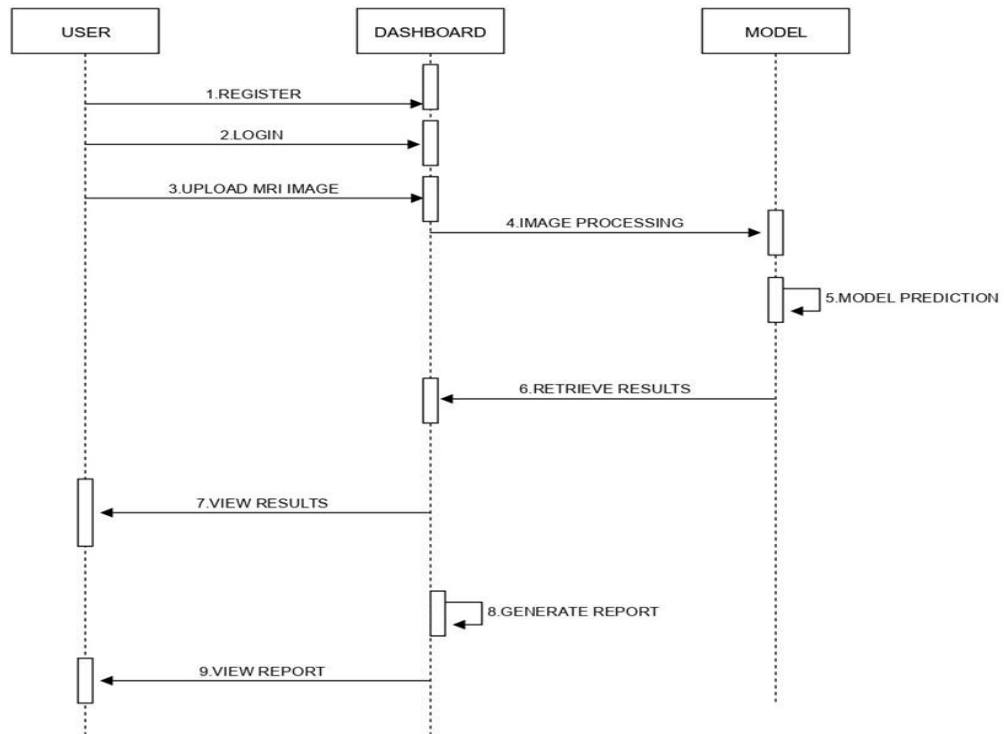 USER
DASHBOARD
MODEL
1.REGISTER
2.LOGIN
3.UPLOAD MRI IMAGE
4.IMAGE PROCESSING
5.MODEL PREDICTION
6.RETRIEVE RESULTS
7.VIEW RESULTS
8.GENERATE REPORT
9.VIEW REPORT